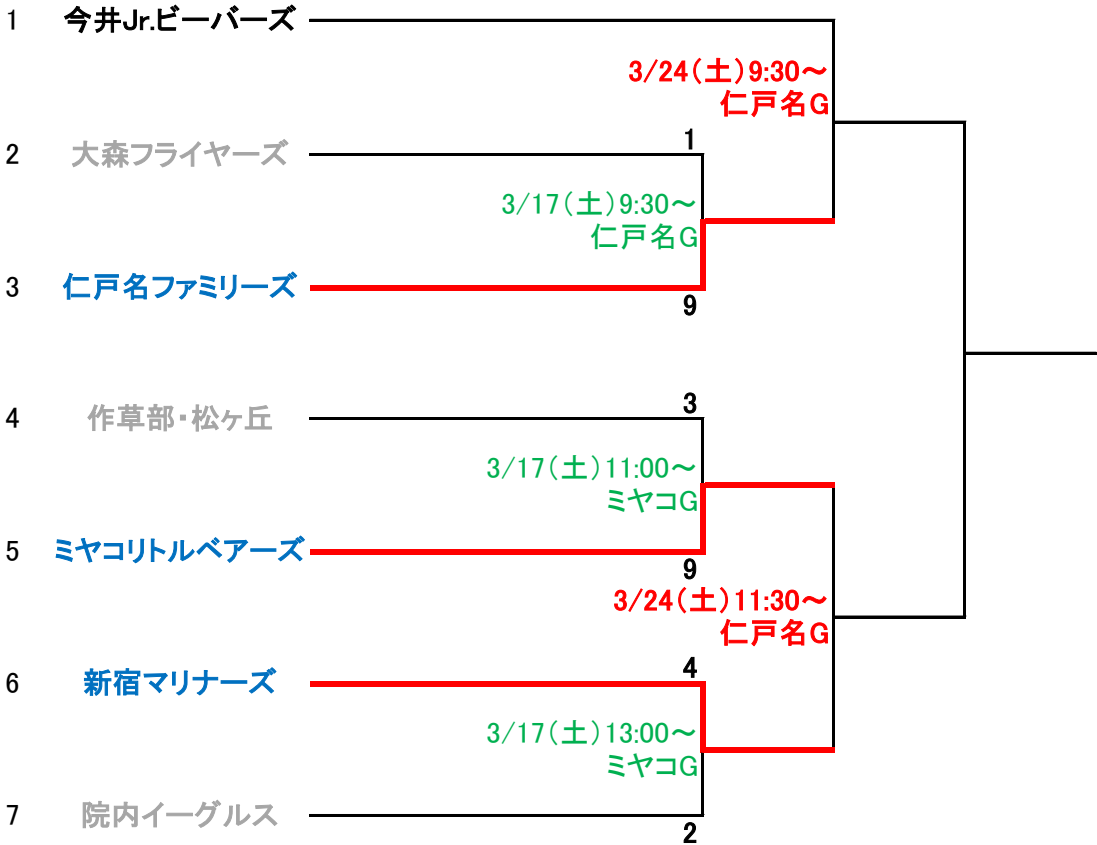 1 今井Jr.ビーバーズ
3/24(土)9:30～
仁戸名G
1
2 大森フライヤーズ
3/17(土)9:30～
仁戸名G
3 仁戸名ファミリーズ
9
3
4 作草部・松ヶ丘
3/17(土)11:00～
ミヤコG
5 ミヤコリトルベアーズ
9
3/24(土)11:30～
仁戸名G
4
6 新宿マリナーズ
3/17(土)13:00～
ミヤコG
7 院内イーグルス
2